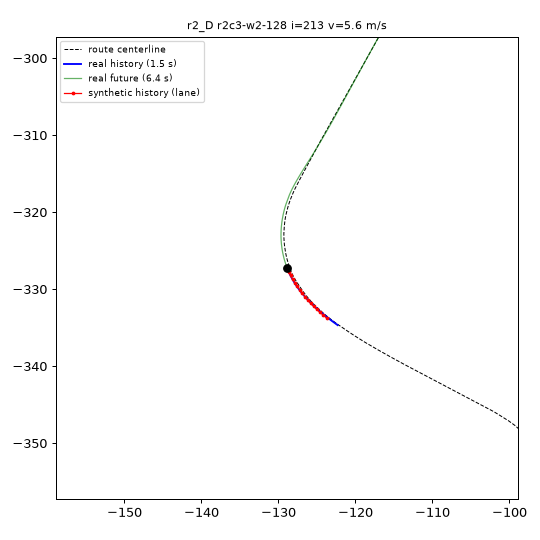 r2_D r2c3-w2-128 i=213 v=5.6 m/s
route centerline
real history (1.5 s)
real future (6.4 s)
synthetic history (lane)
−300
−310
−320
−330
−340
−350
−150
−140
−130
−120
−110
−100